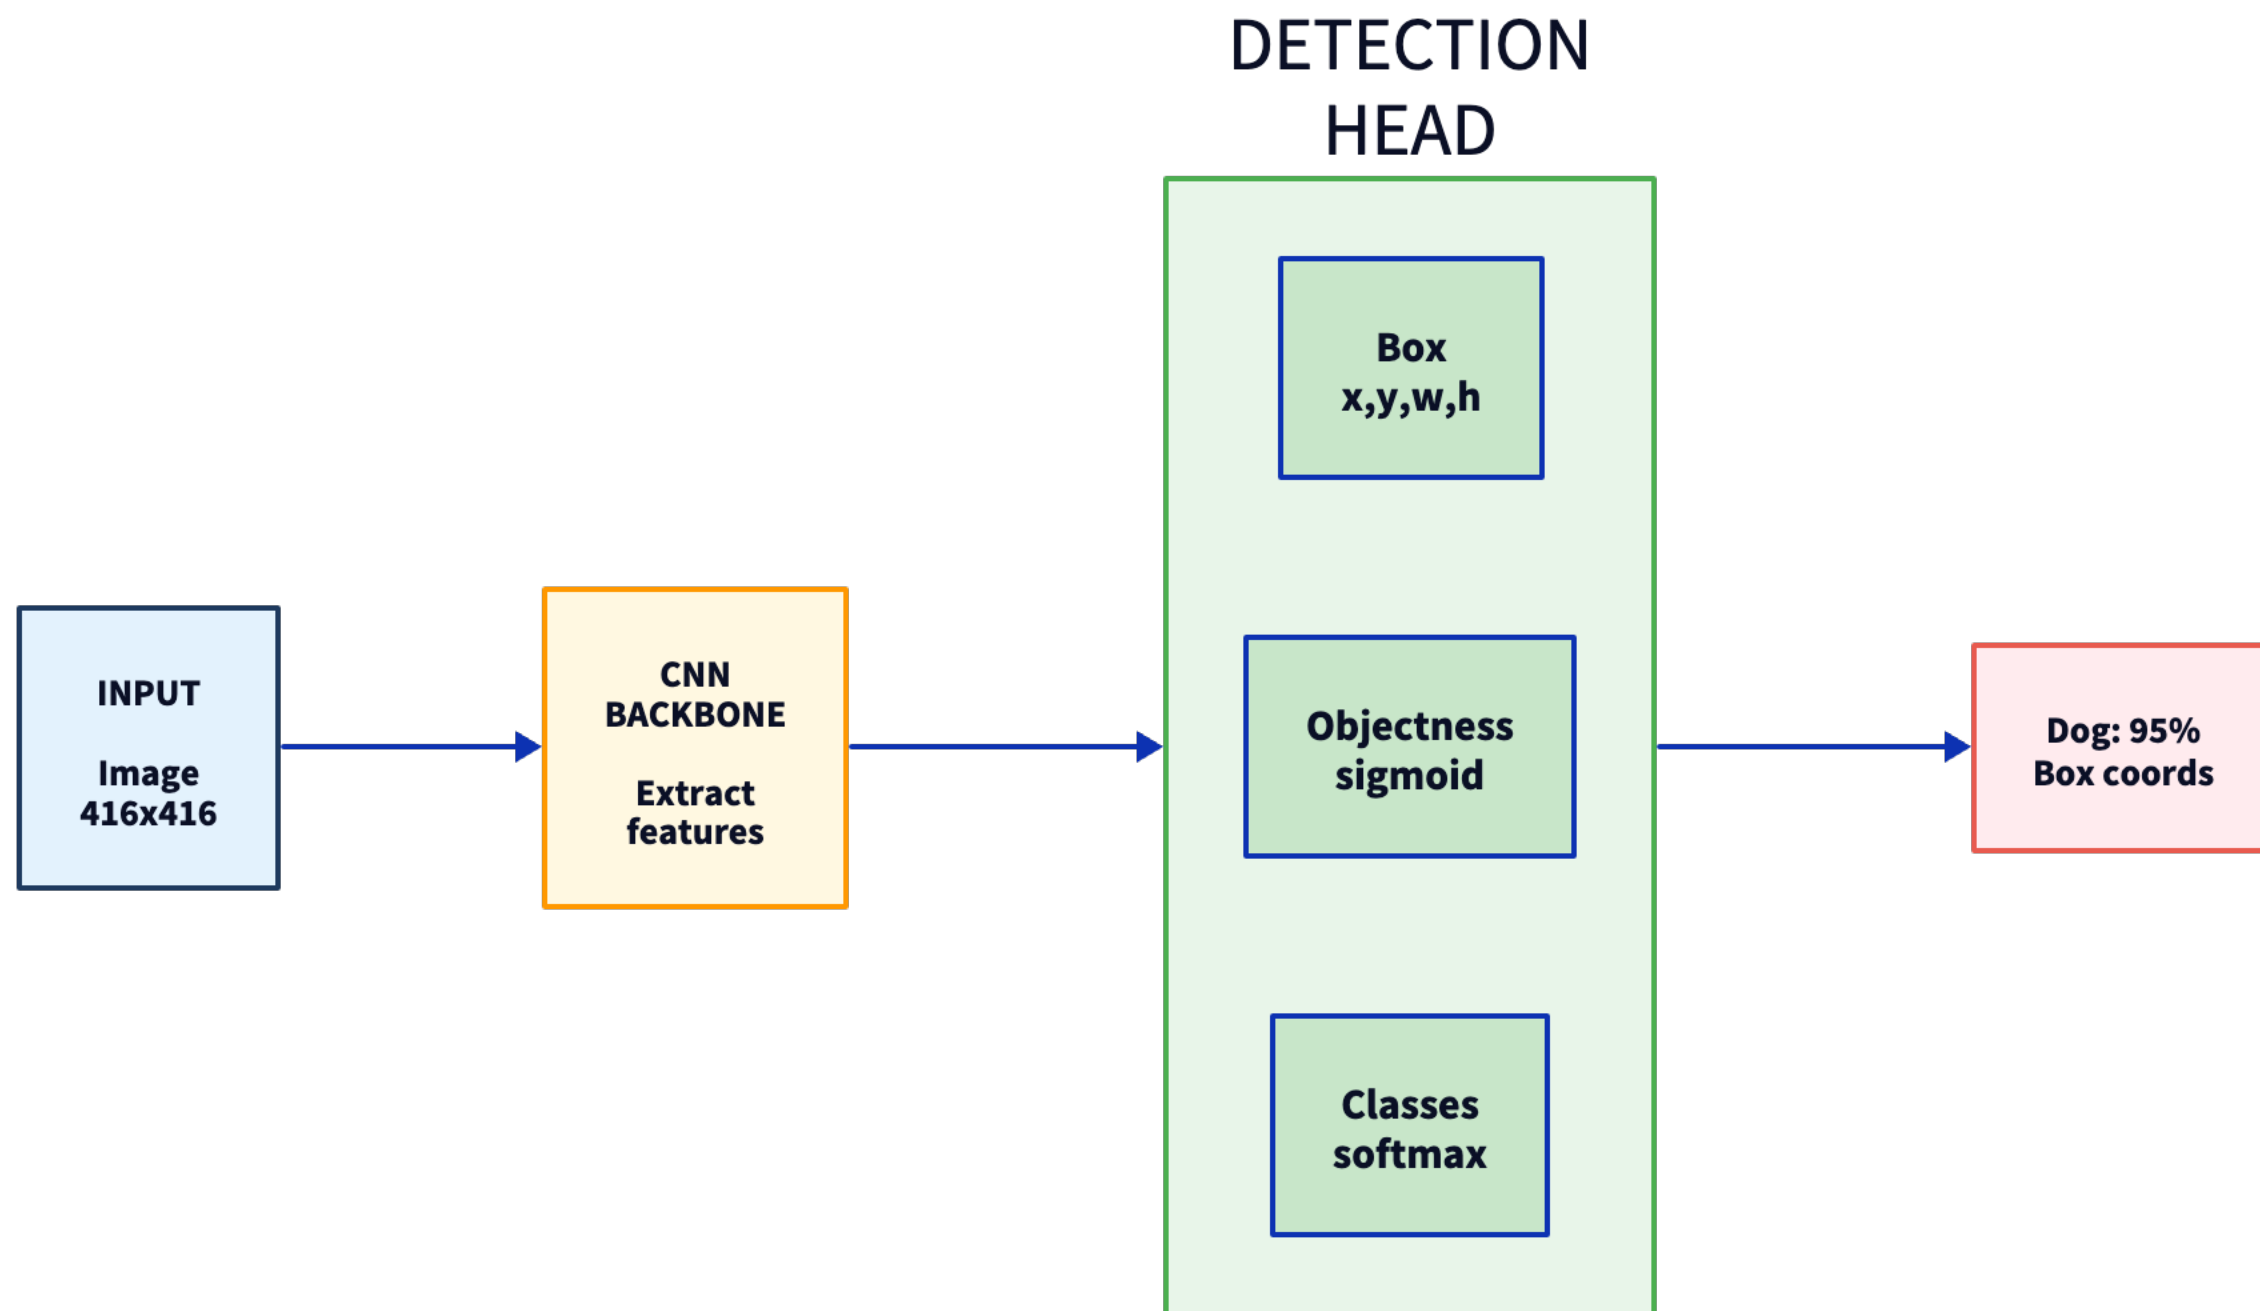 DETECTION
HEAD
Box
x,y,w,h
INPUT
Image
416x416
CNN
BACKBONE
Extract
features
Objectness
sigmoid
Dog: 95%
Box coords
Classes
softmax